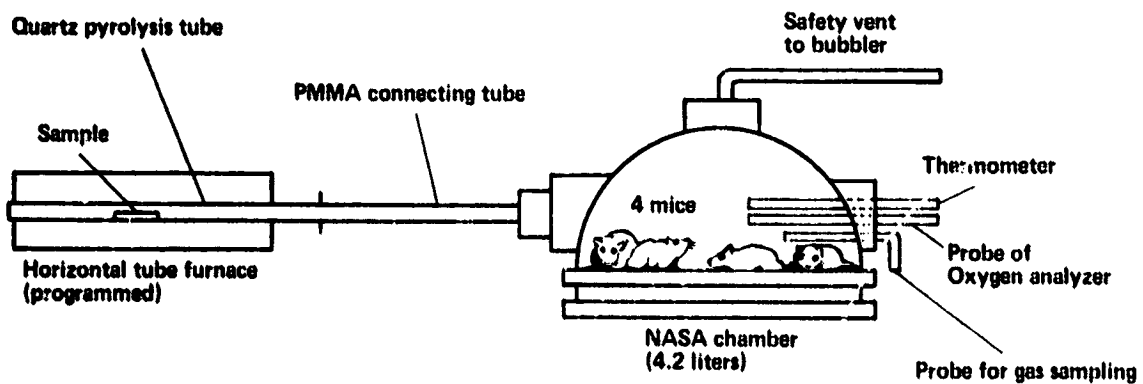 Quartz pyrolysis tube
Safety vent
to bubbler
PMMA connecting tube
Sample
Thermometer
4 mice
Probe of
Oxygen analyzer
Horizontal tube furnace
(programmed)
NASA chamber
(4.2 liters)
Probe for gas sampling